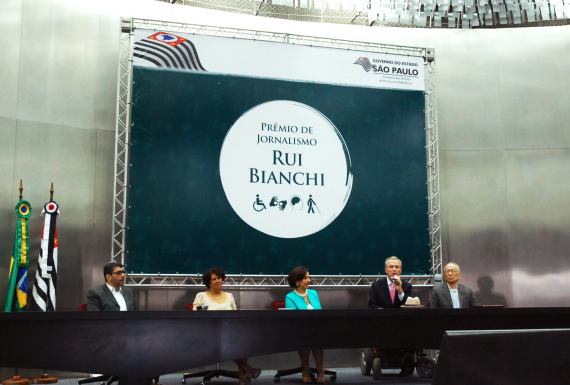 GOVERNO DO ESTADO
SÃO PAULO
PRÊMIO DE
JORNALISMO
RUI
BIANCHI